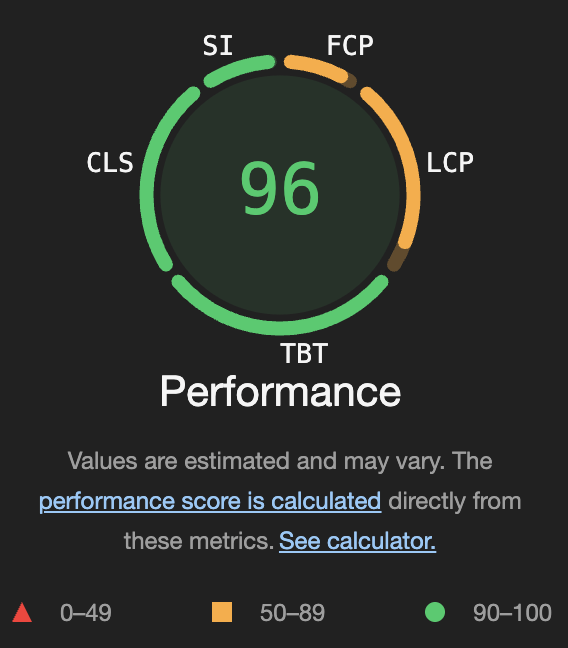 SI
FCP
CLS
LCP
96
TBT
Performance
Values are estimated and may vary. The
performance score is calculated directly from
these metrics. See calculator.
0–49
50–89
90–100